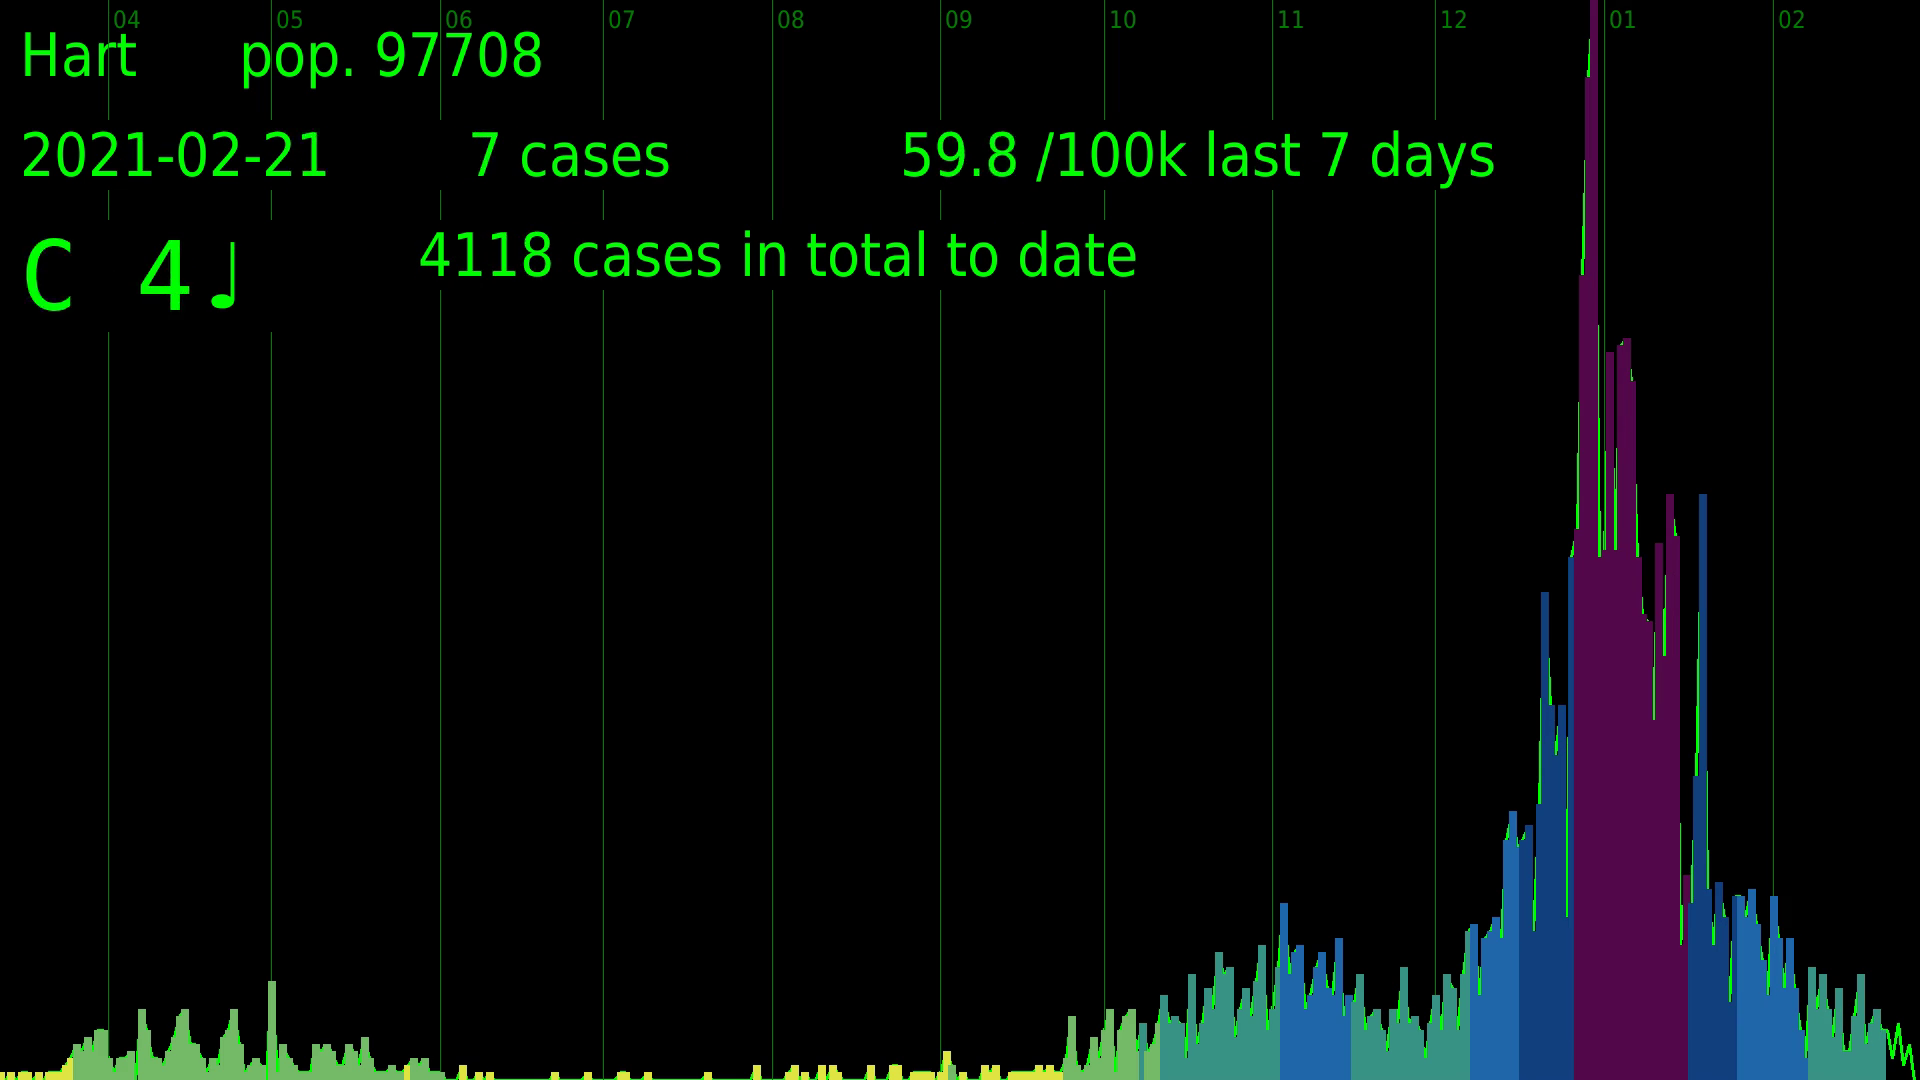 04 05 06 07 08 09 10 11 12 01 02
Hart pop. 97708
2021-02-21 7 cases 59.8 /100k last 7 days
C 4♩ 4118 cases in total to date